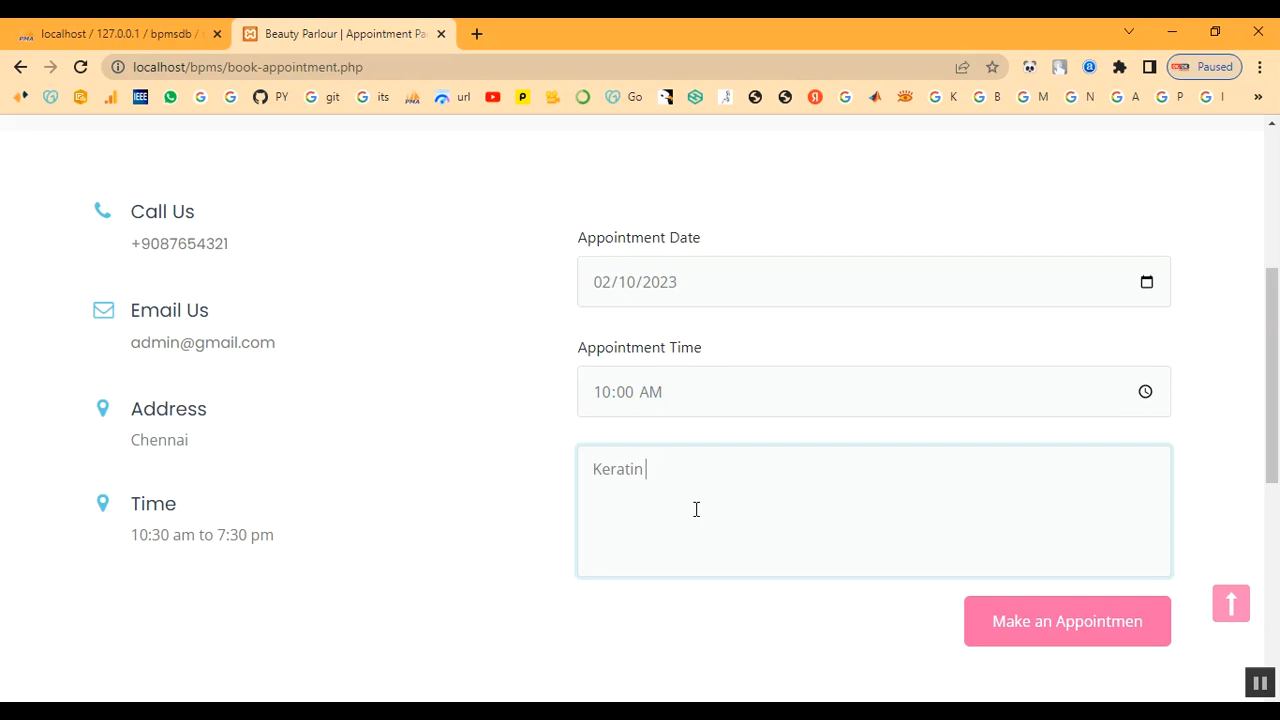 localhost / 127.0.0.1 / bpmsdb /
Beauty Parlour | Appointment Pa
localhost/bpms/book-appointment.php
Paused
IEEE
PY
git
its
url
Go
K
B
M
N
A
P
I
Call Us
+9087654321
Email Us
admin@gmail.com
Address
Chennai
Time
10:30 am to 7:30 pm
Appointment Date
02/10/2023
Appointment Time
10:00 AM
Keratin
Make an Appointmen